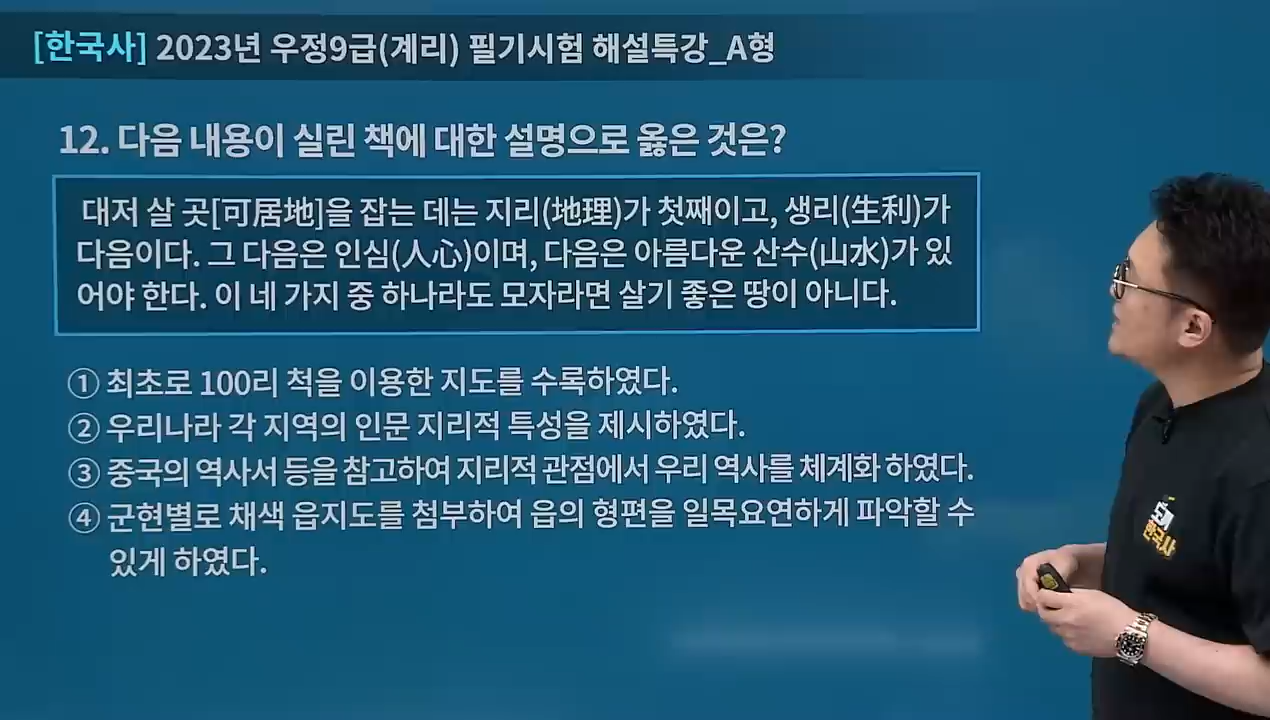 [한국사] 2023년 우정9급(계리) 필기시험 해설특강_A형
12. 다음 내용이 실린 책에 대한 설명으로 옳은 것은?
대저 살 곳[可居地]을 잡는 데는 지리(地理)가 첫째이고, 생리(生利)가
다음이다. 그 다음은 인심(人心)이며, 다음은 아름다운 산수(山水)가 있
어야 한다. 이 네 가지 중 하나라도 모자라면 살기 좋은 땅이 아니다.
① 최초로 100리 척을 이용한 지도를 수록하였다.
② 우리나라 각 지역의 인문 지리적 특성을 제시하였다.
③ 중국의 역사서 등을 참고하여 지리적 관점에서 우리 역사를 체계화 하였다.
④ 군현별로 채색 읍지도를 첨부하여 읍의 형편을 일목요연하게 파악할 수
있게 하였다.
한국사